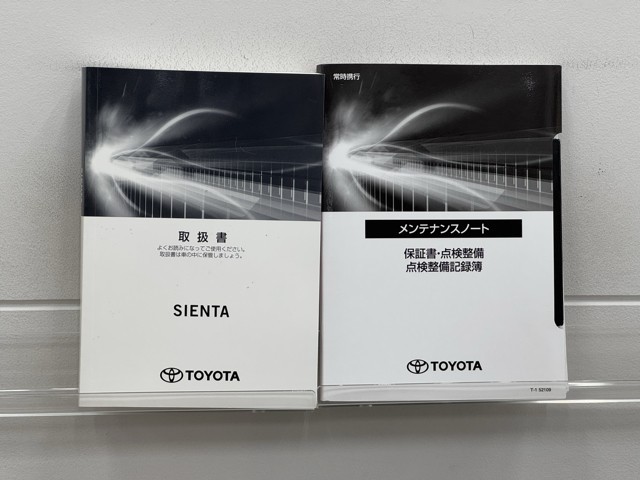 取扱書
よくお読みになってご使用ください。
取扱書は車の中に保管しましょう。
SIENTA
TOYOTA
常時携行
メンテナンスノート
保証書・点検整備
点検整備記録簿
TOYOTA
T-1 52109